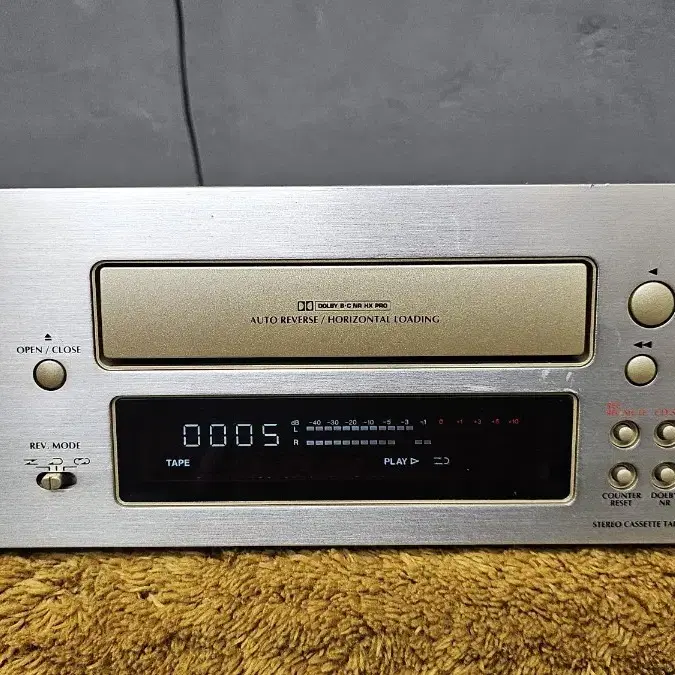 DOLBY B·C NR HX PRO
AUTO REVERSE / HORIZONTAL LOADING
OPEN / CLOSE
REV. MODE
dB -40 -30 -20 -10 -5 -3 -1 0 +1 +3 +5 +10
0005
L
R
TAPE
PLAY
COUNTER RESET
DOLBY NR
STEREO CASSETTE TA